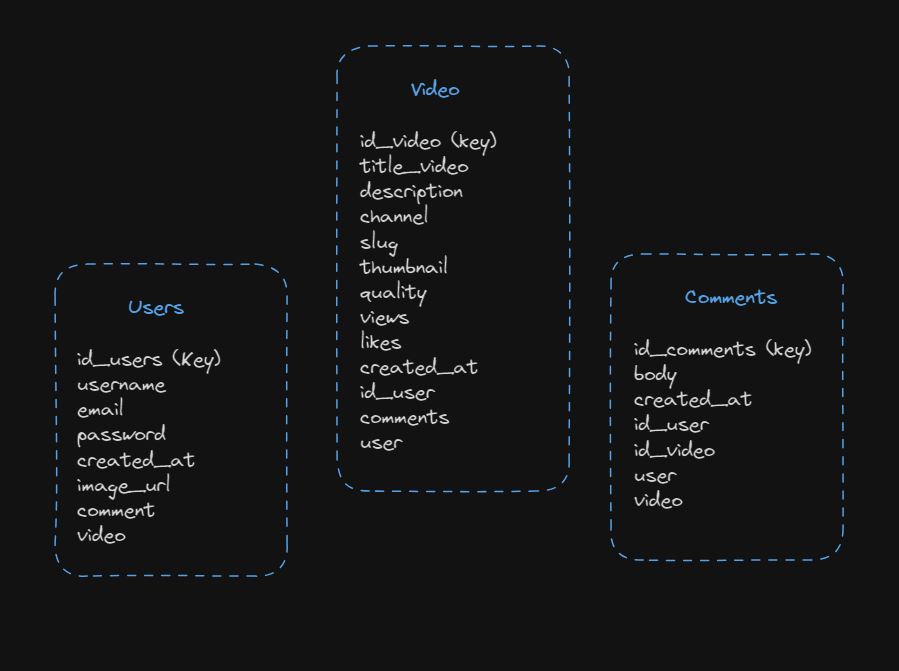 Users
id_users (Key)
username
email
password
created_at
image_url
comment
video
Video
id_video (key)
title_video
description
channel
slug
thumbnail
quality
views
likes
created_at
id_user
comments
user
Comments
id_comments (key)
body
created_at
id_user
id_video
user
video